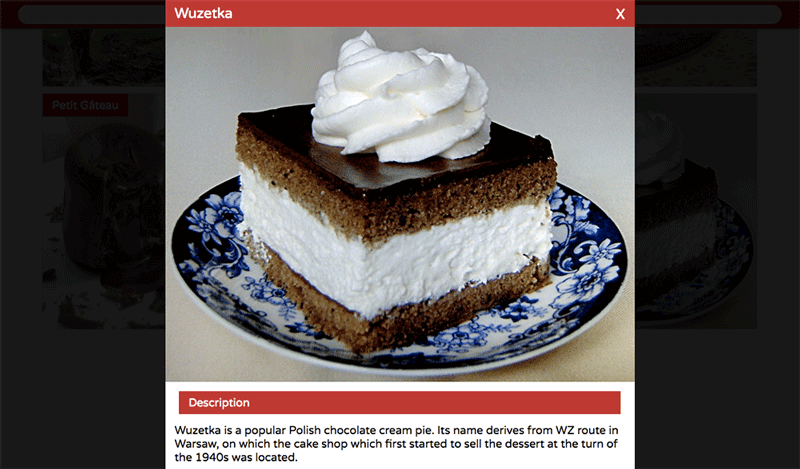 Wuzetka X
Petit Gâteau
Description
Wuzetka is a popular Polish chocolate cream pie. Its name derives from WZ route in
Warsaw, on which the cake shop which first started to sell the dessert at the turn of
the 1940s was located.